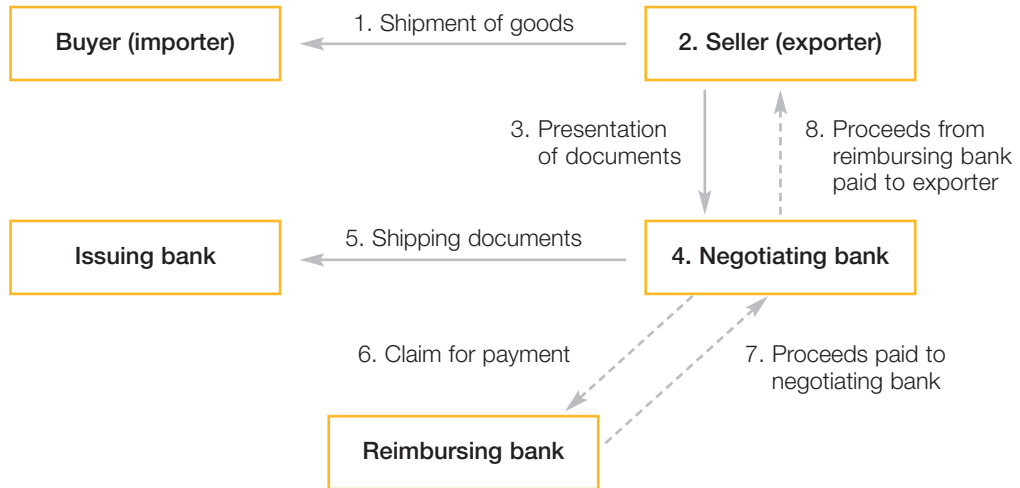 1. Shipment of goods
Buyer (importer)
2. Seller (exporter)
3. Presentation
of documents
8. Proceeds from
reimbursing bank
paid to exporter
5. Shipping documents
Issuing bank
4. Negotiating bank
6. Claim for payment
7. Proceeds paid to
negotiating bank
Reimbursing bank